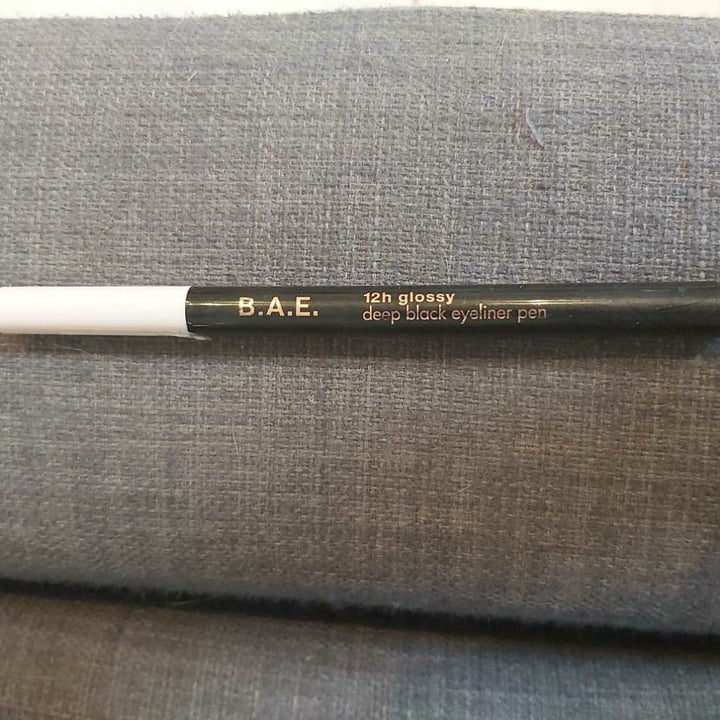 B.A.E.
12h glossy
deep black eyeliner pen